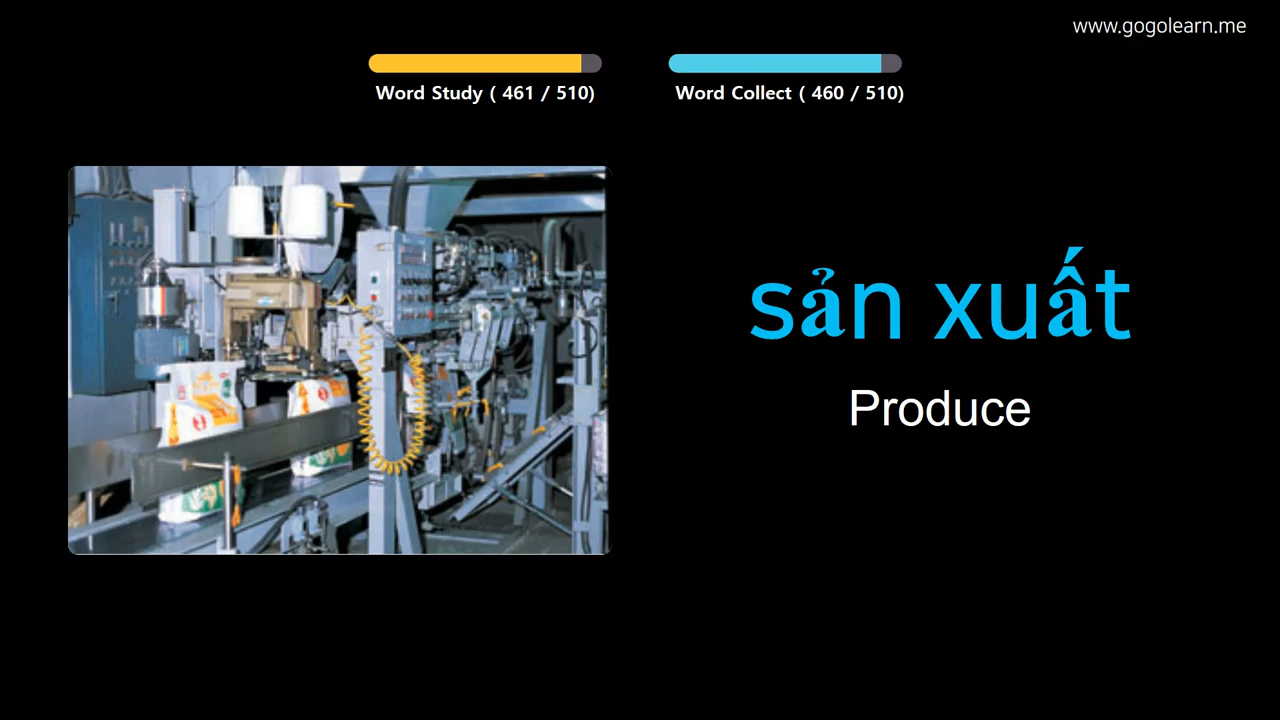 www.gogolearn.me
Word Study ( 461 / 510)
Word Collect ( 460 / 510)
sản xuất
Produce